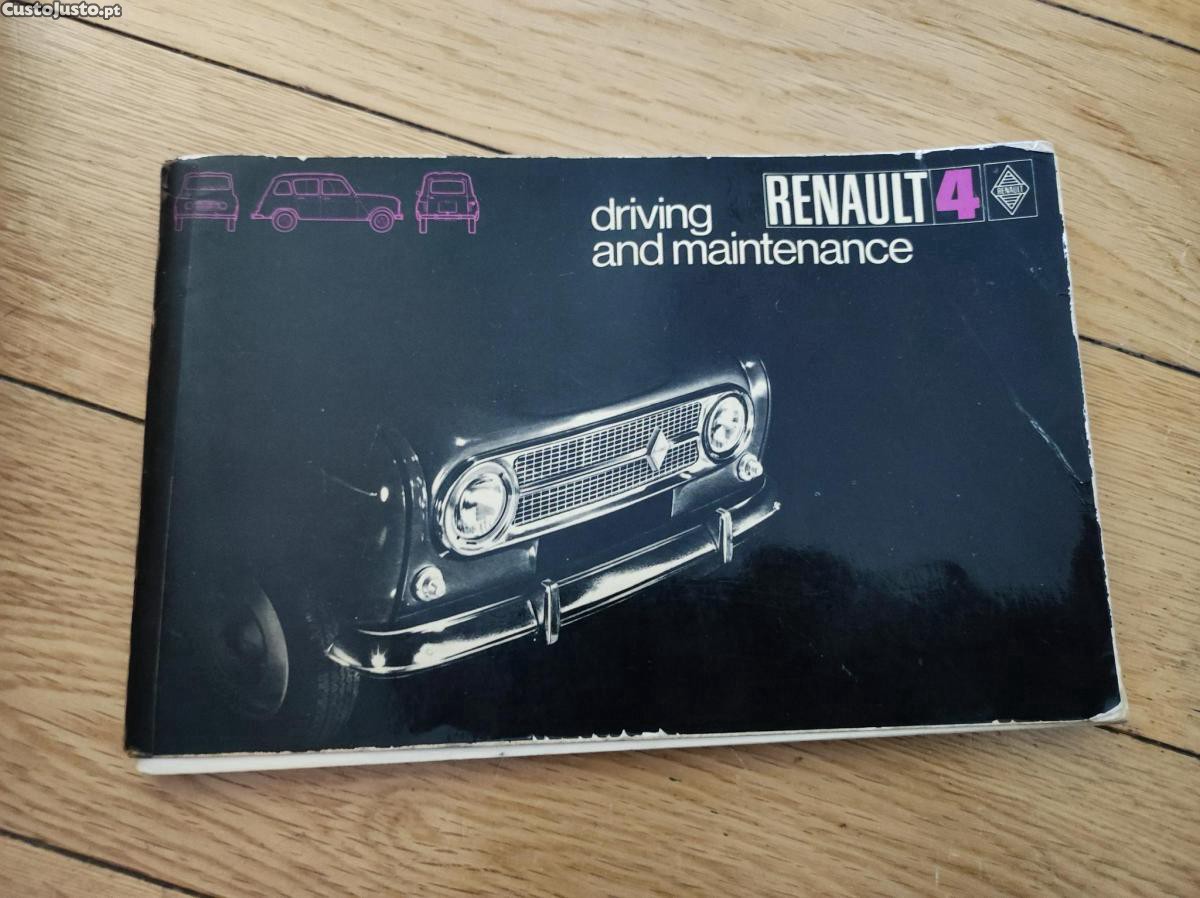 CustoJusto.pt
driving
and maintenance
RENAULT 4
RENAULT